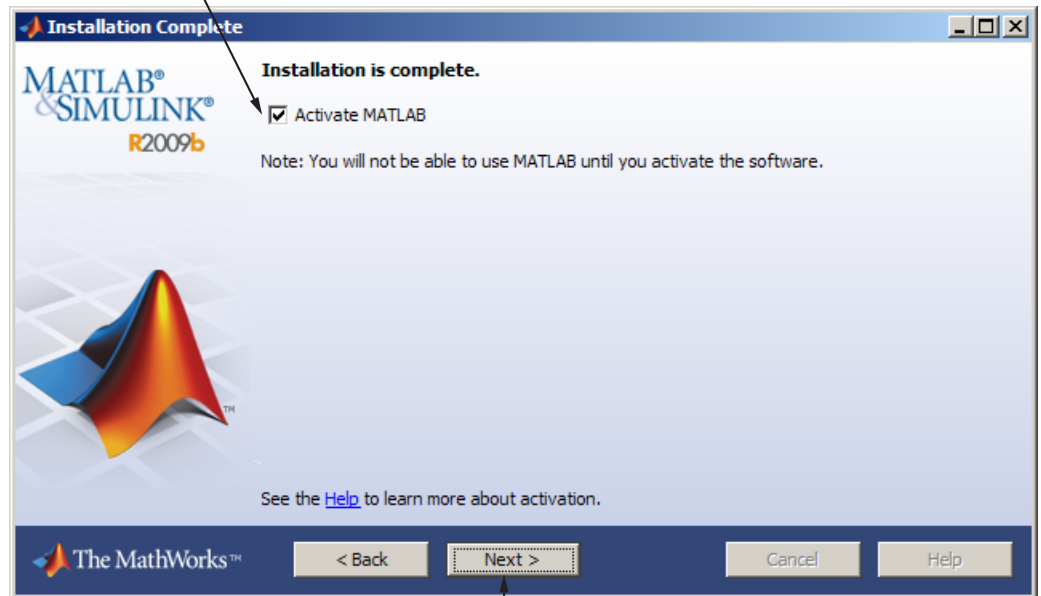 Installation Complete
MATLAB®
&SIMULINK®
R2009b
Installation is complete.
Activate MATLAB
Note: You will not be able to use MATLAB until you activate the software.
TM
See the Help to learn more about activation.
The MathWorks™
< Back
Next >
Cancel
Help